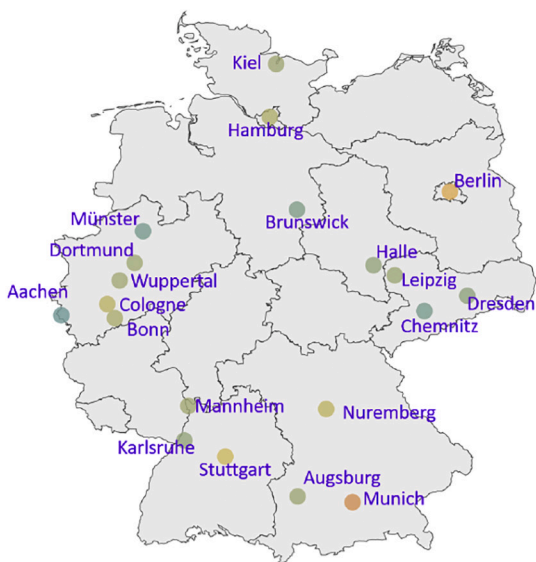 Kiel
Hamburg
Berlin
Münster
Brunswick
Dortmund
Halle
Wuppertal
Leipzig
Aachen
Cologne
Dresden
Bonn
Chemnitz
Mannheim
Nuremberg
Karlsruhe
Stuttgart
Augsburg
Munich